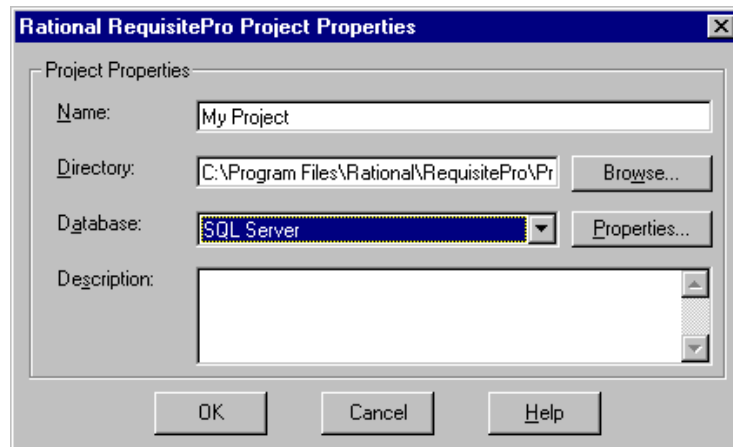 Rational RequisitePro Project Properties
Project Properties
Name:
My Project
Directory:
C:\Program Files\Rational\RequisitePro\Pr
Browse...
Database:
SQL Server
Properties...
Description:
OK Cancel Help